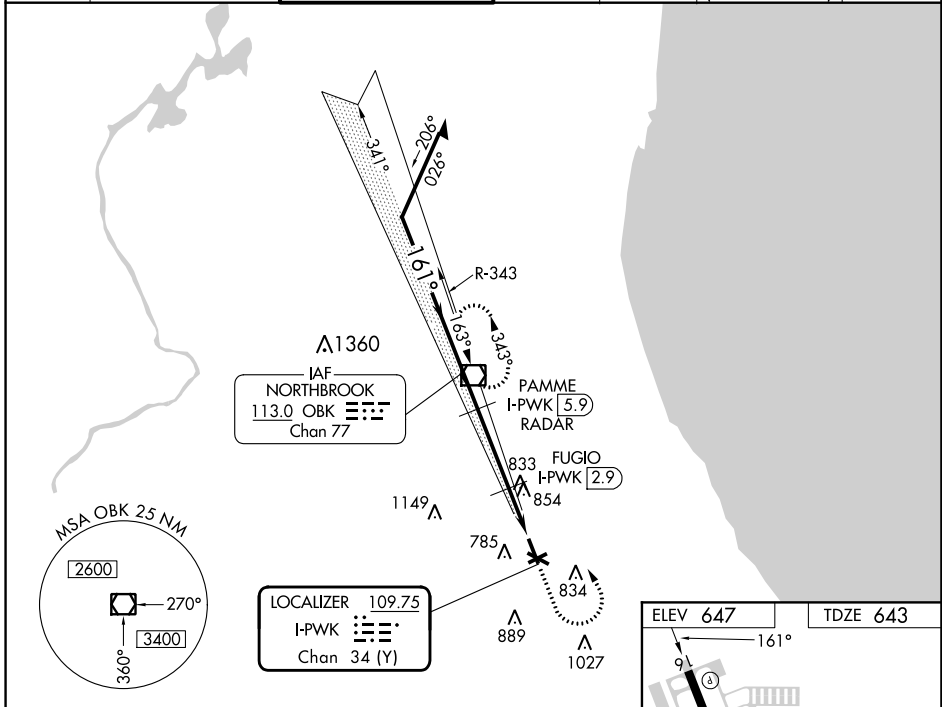 206°
026°
341°
161°
R-343
163°
343°
1360
IAF
NORTHBROOK
113.0 OBK
Chan 77
PAMME
I-PWK 5.9
RADAR
FUGIO
I-PWK 2.9
833
854
1149
785
834
889
1027
MSA OBK 25 NM
2600
270°
3400
360°
LOCALIZER 109.75
I-PWK
Chan 34 (Y)
ELEV 647
TDZE 643
161°
16
P